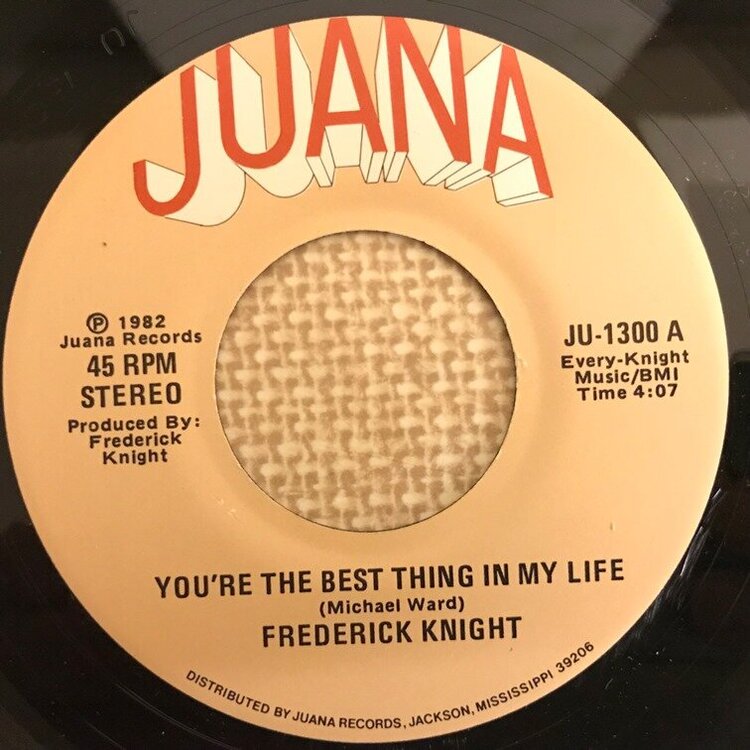 JUANA
℗ 1982
Juana Records
45 RPM
STEREO
Produced By:
Frederick
Knight
JU-1300 A
Every-Knight
Music/BMI
Time 4:07
YOU'RE THE BEST THING IN MY LIFE
(Michael Ward)
FREDERICK KNIGHT
DISTRIBUTED BY JUANA RECORDS, JACKSON, MISSISSIPPI 39206